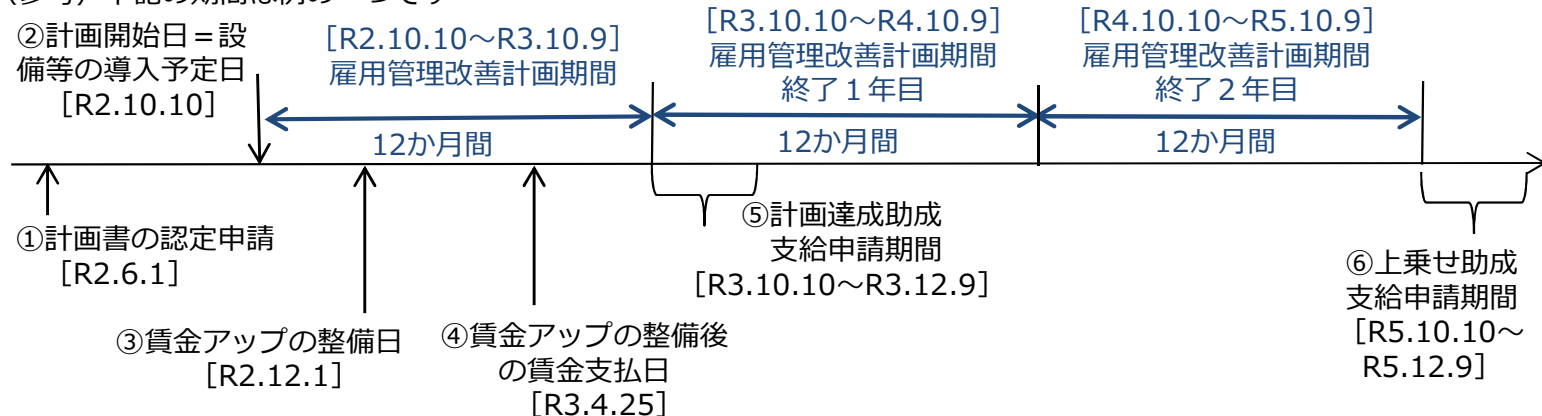 ②計画開始日＝設
備等の導入予定日
［R2.10.10］
［R2.10.10～R3.10.9］
雇用管理改善計画期間
［R3.10.10～R4.10.9］
雇用管理改善計画期間
終了１年目
［R4.10.10～R5.10.9］
雇用管理改善計画期間
終了２年目
12か月間
12か月間
12か月間
①計画書の認定申請
［R2.6.1］
③賃金アップの整備日
［R2.12.1］
④賃金アップの整備後
の賃金支払日
［R3.4.25］
⑤計画達成助成
支給申請期間
［R3.10.10～R3.12.9］
⑥上乗せ助成
支給申請期間
［R5.10.10～
R5.12.9］